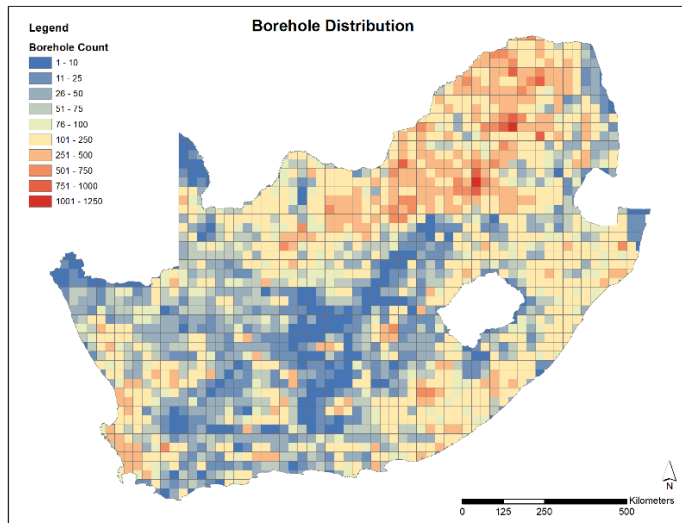 Borehole Distribution
Legend
Borehole Count
1 - 10
11 - 25
26 - 50
51 - 75
76 - 100
101 - 250
251 - 500
501 - 750
751 - 1000
1001 - 1250
N
Kilometers
0 125 250 500